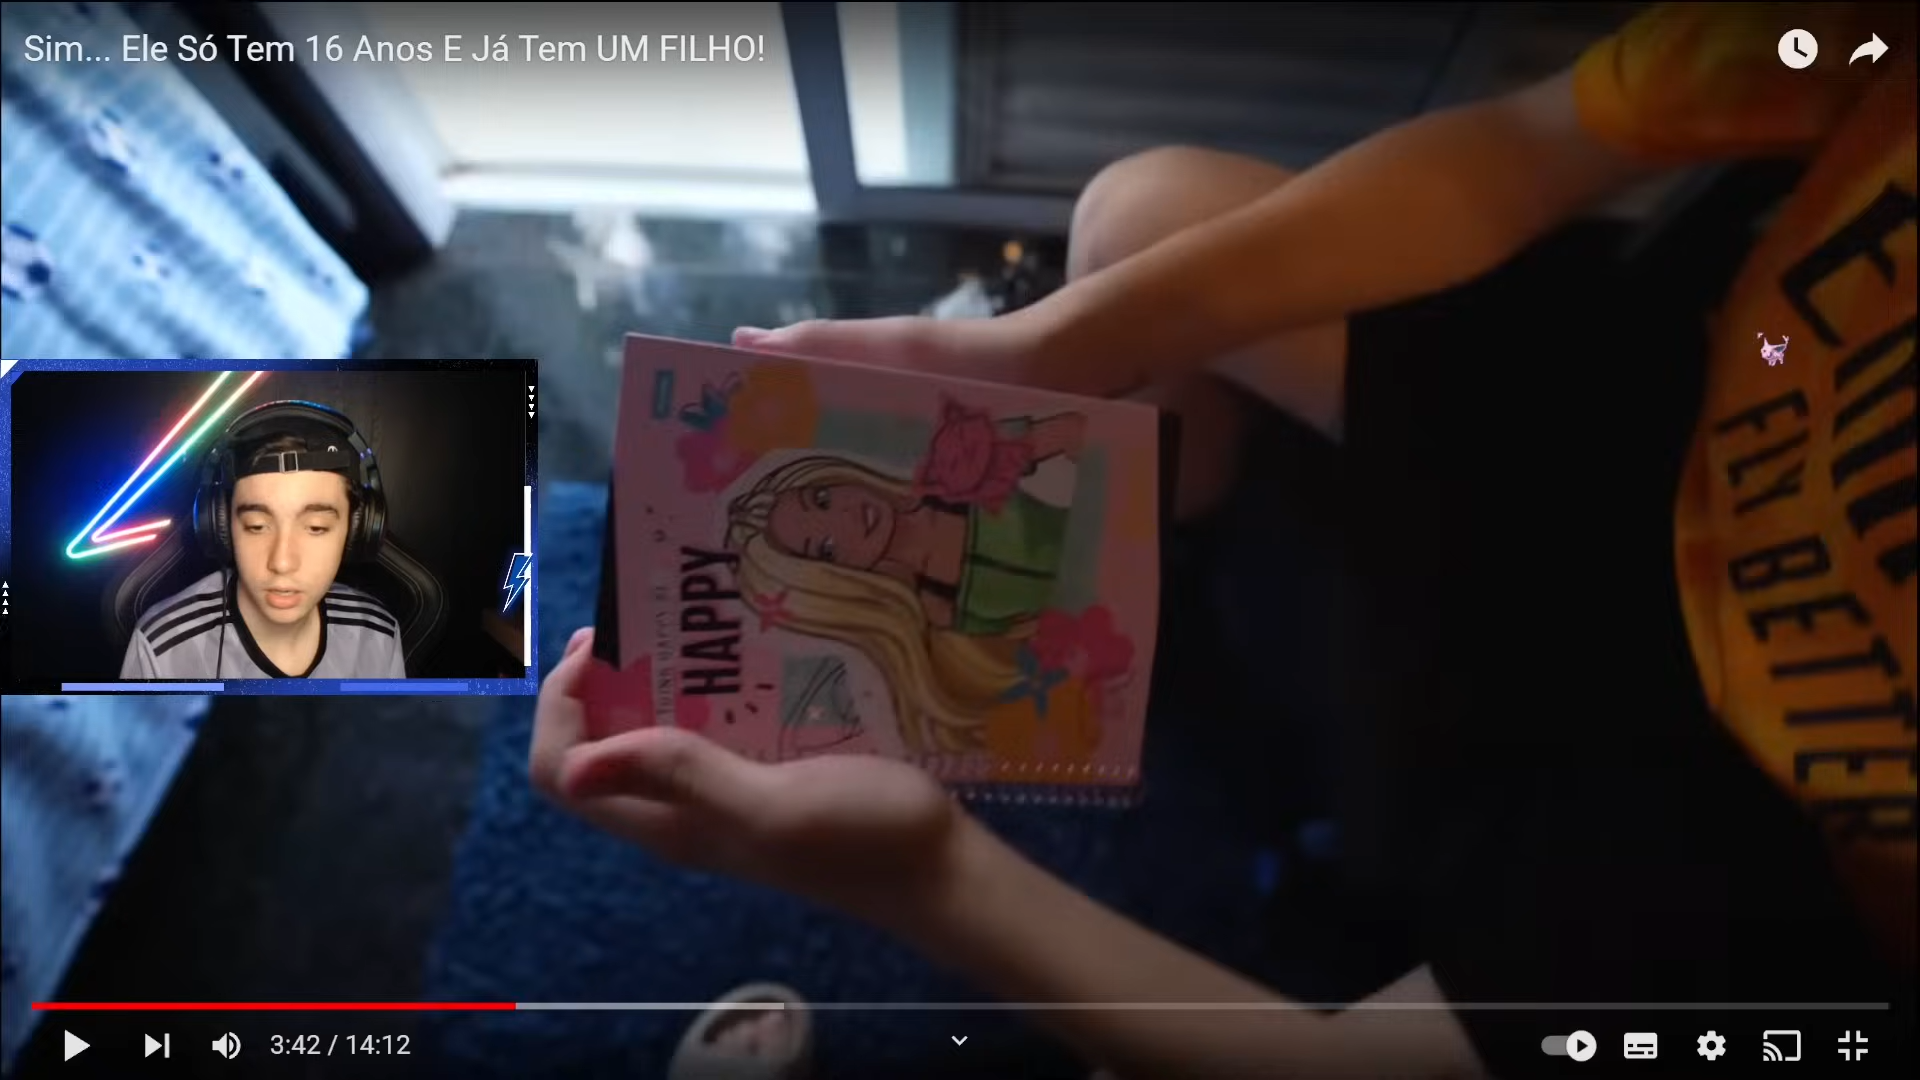 Sim... Ele Só Tem 16 Anos E Já Tem UM FILHO!
HAPPY
FLY BETTER
3:42 / 14:12